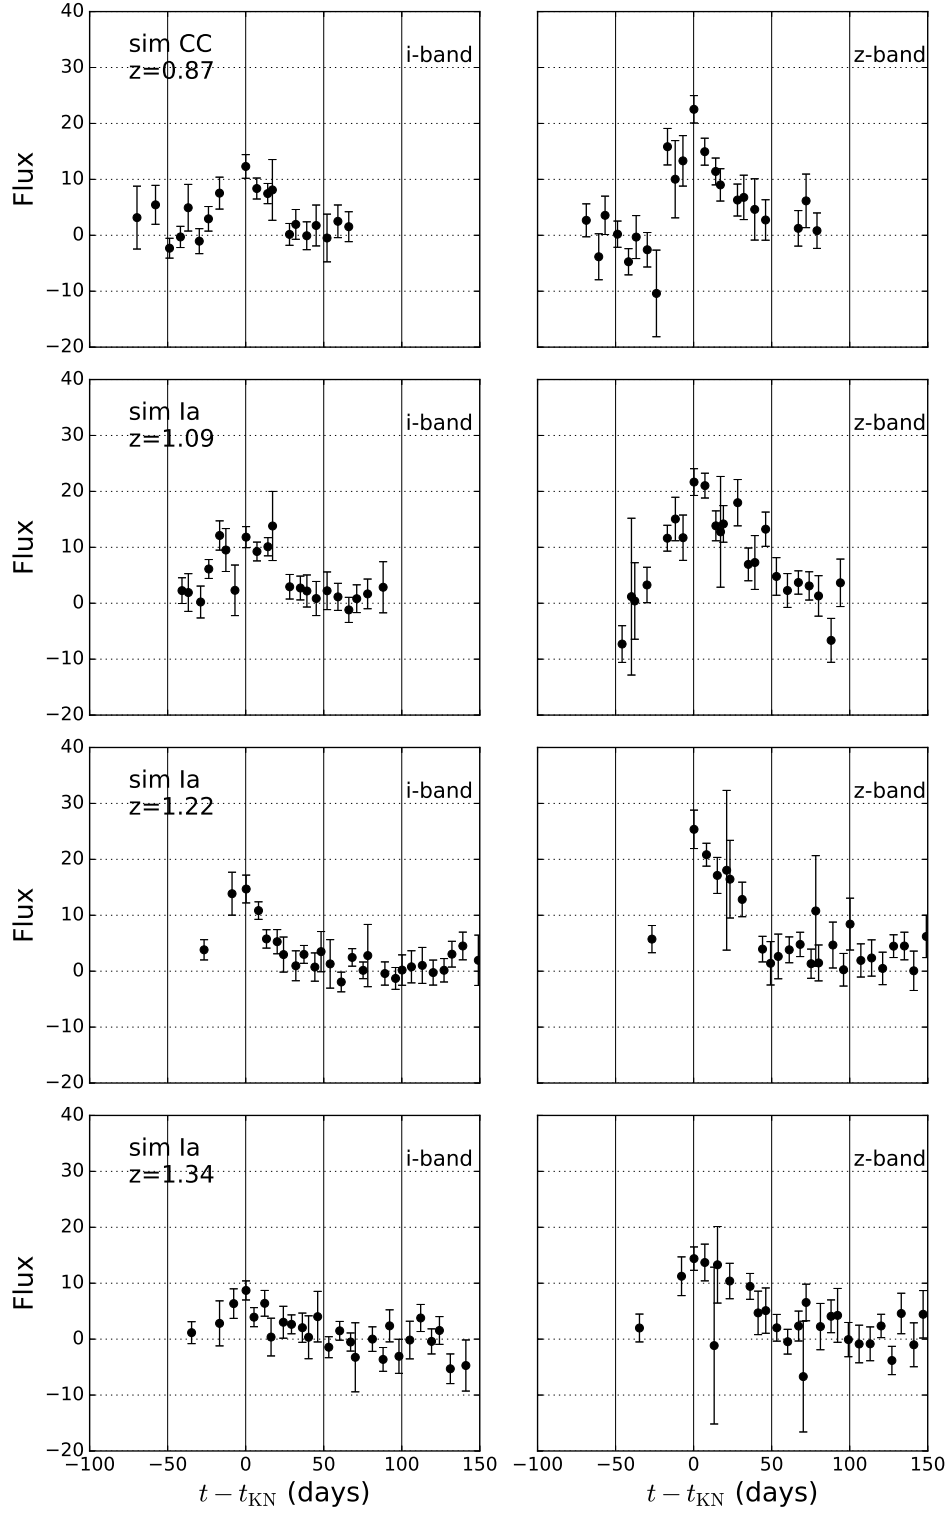 40
30
20
10
0
−10
−20
Flux
sim CC
z=0.87
i-band
z-band
40
30
20
10
0
−10
−20
Flux
sim Ia
z=1.09
i-band
z-band
40
30
20
10
0
−10
−20
Flux
sim Ia
z=1.22
i-band
z-band
40
30
20
10
0
−10
−20
Flux
sim Ia
z=1.34
i-band
z-band
−100 −50 0 50 100 150
−100 −50 0 50 100 150
t − tKN (days)
t − tKN (days)